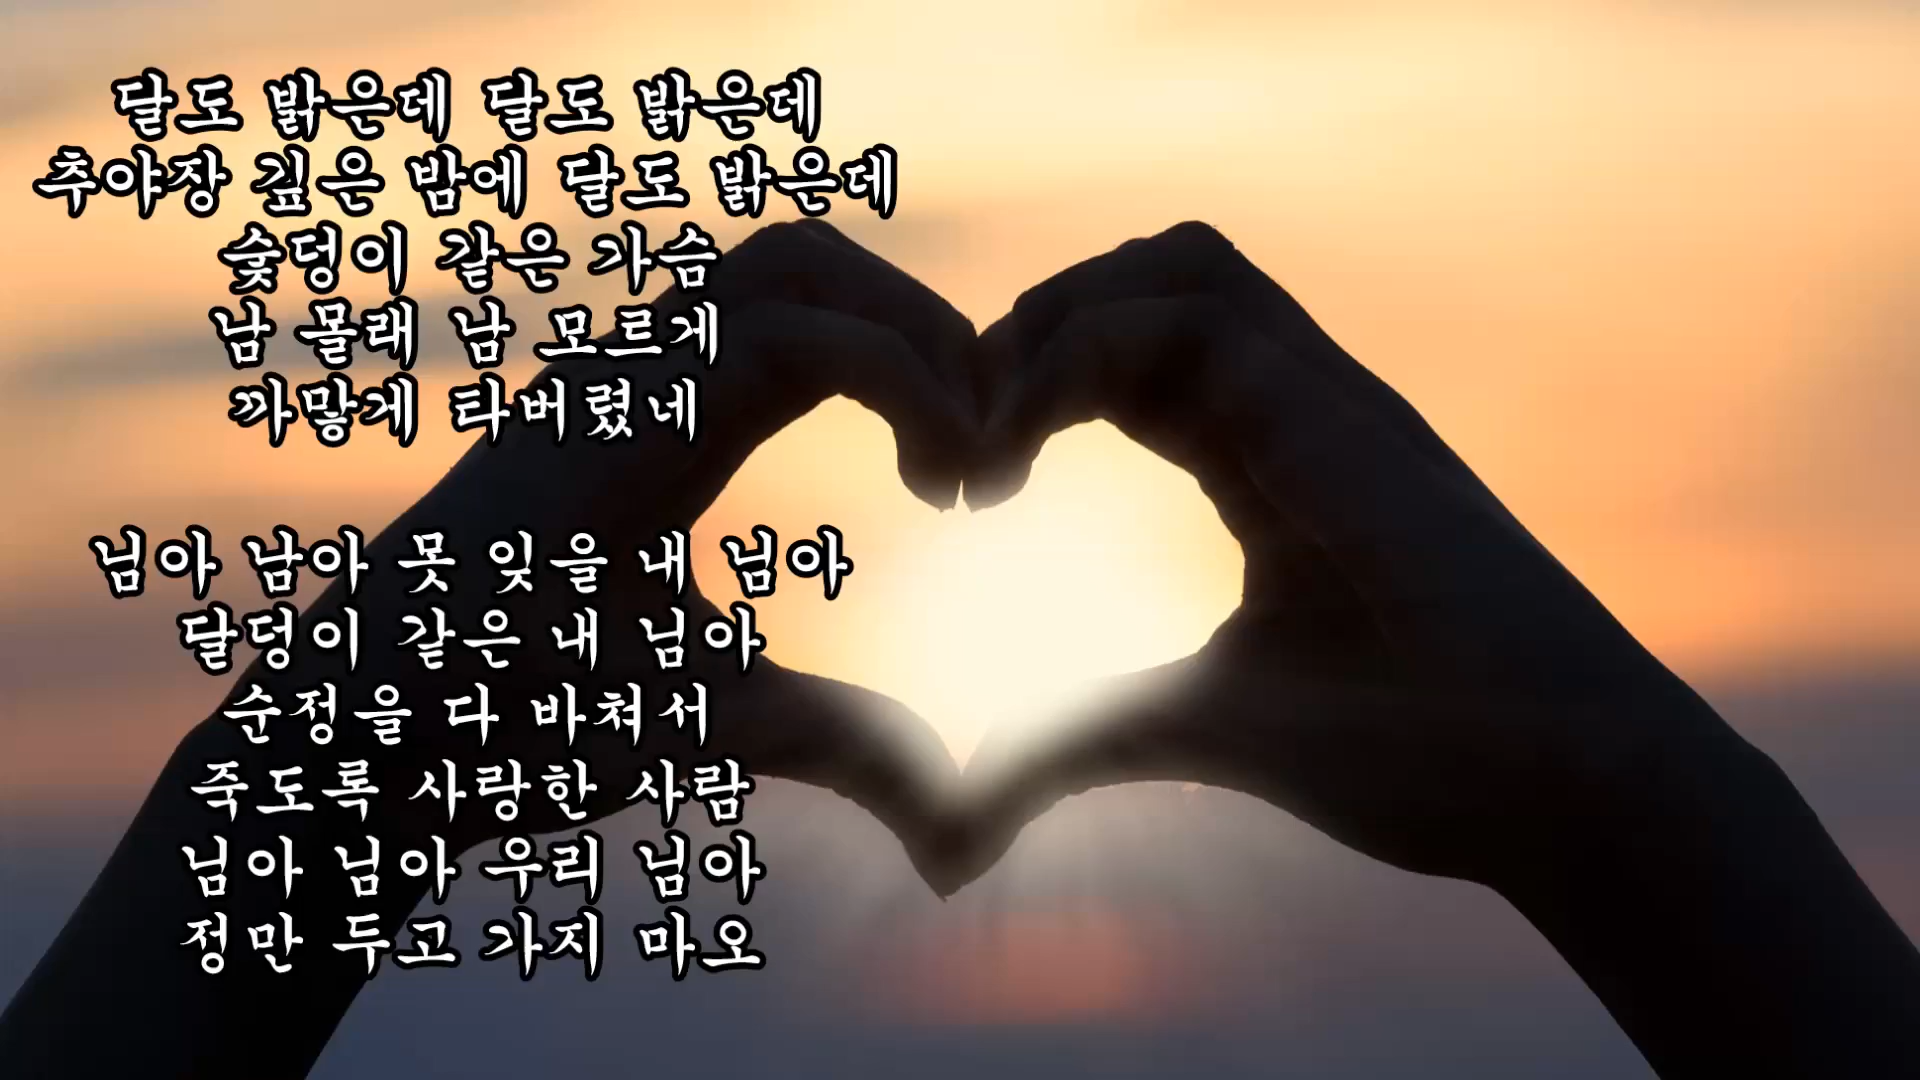 달도 밝은데 달도 밝은데
추야장 깊은 밤에 달도 밝은데
숯덩이 같은 가슴
남 몰래 남 모르게
까맣게 타버렸네
님아 남아 못 잊을 내 님아
달덩이 같은 내 님아
순정을 다 바쳐서
죽도록 사랑한 사람
님아 님아 우리 님아
정만 두고 가지 마오